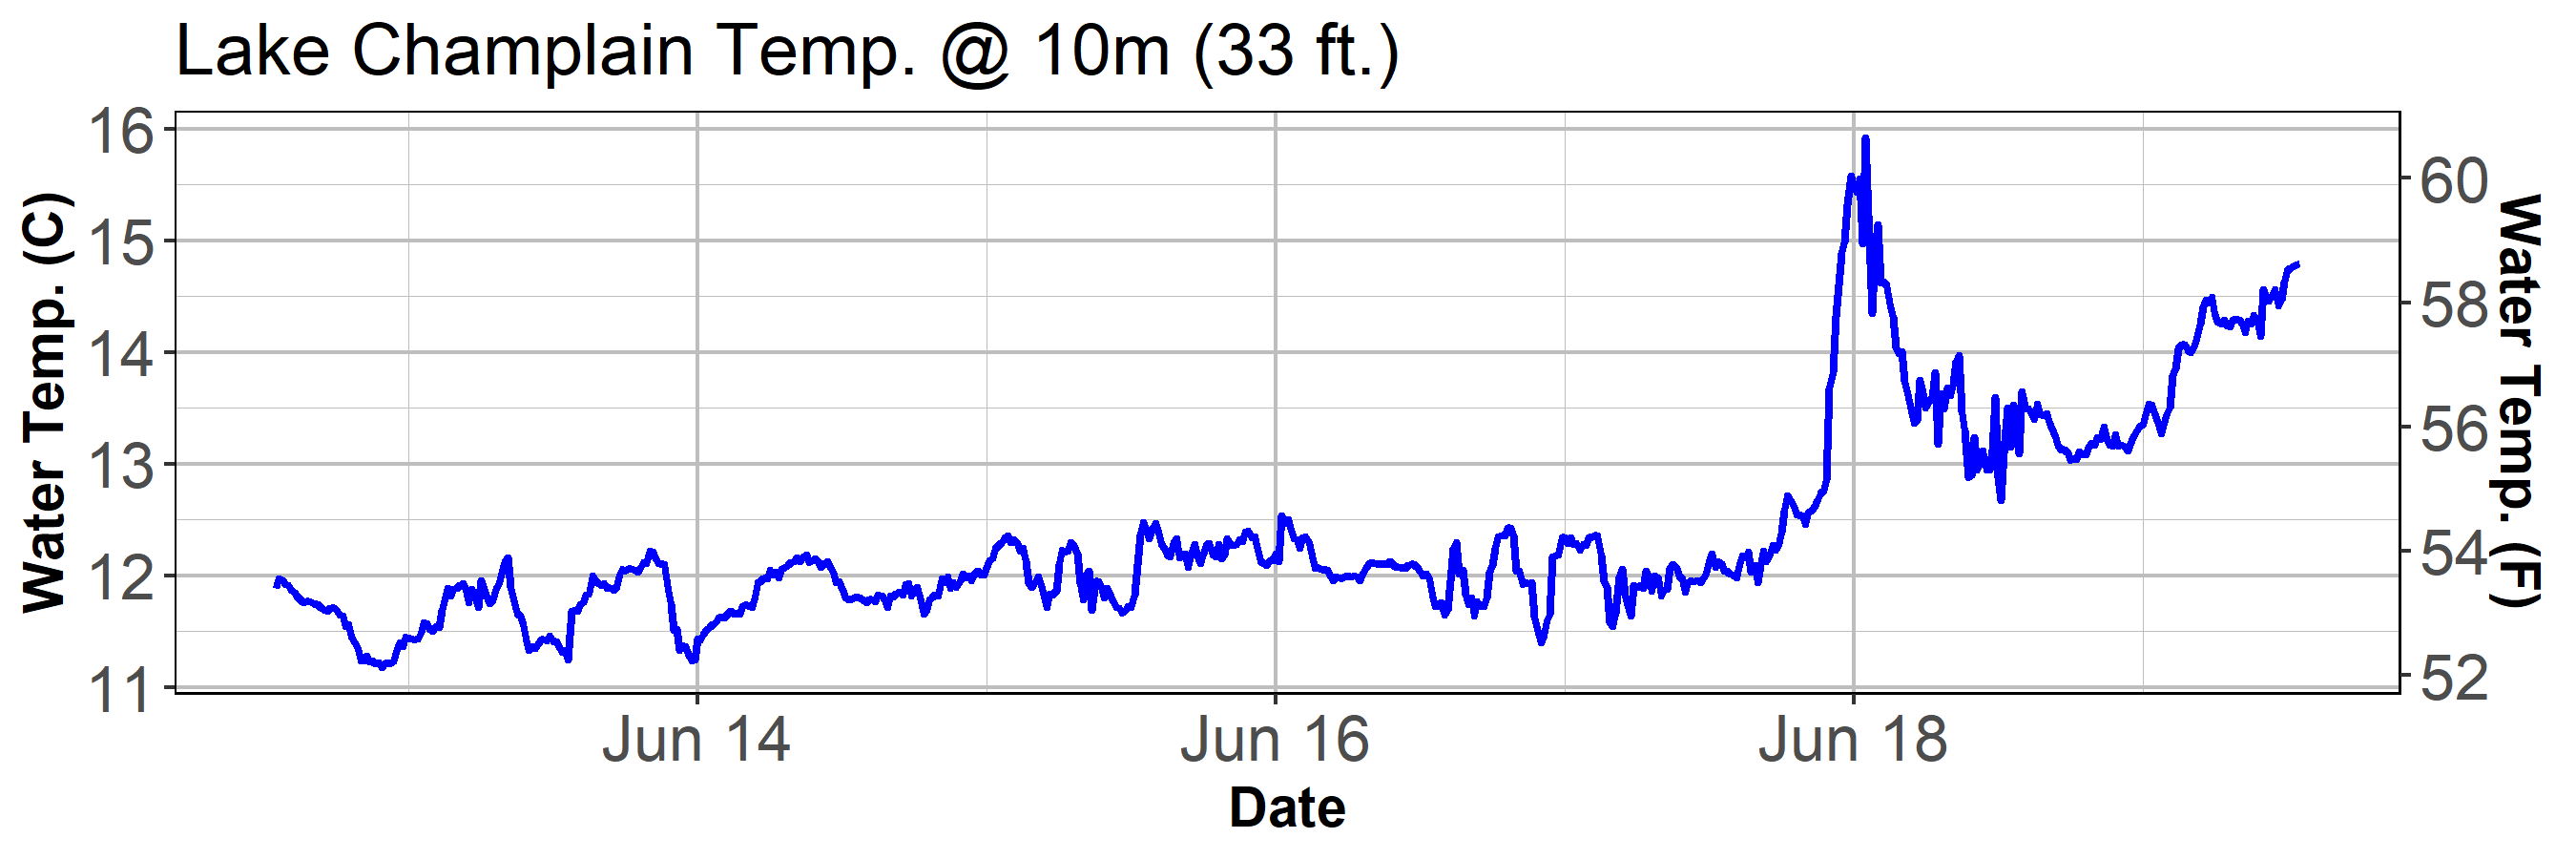 Lake Champlain Temp. @ 10m (33 ft.)
Water Temp. (C)
16
15
14
13
12
11
60
58
56
54
52
Water Temp. (F)
Jun 14 Jun 16 Jun 18
Date